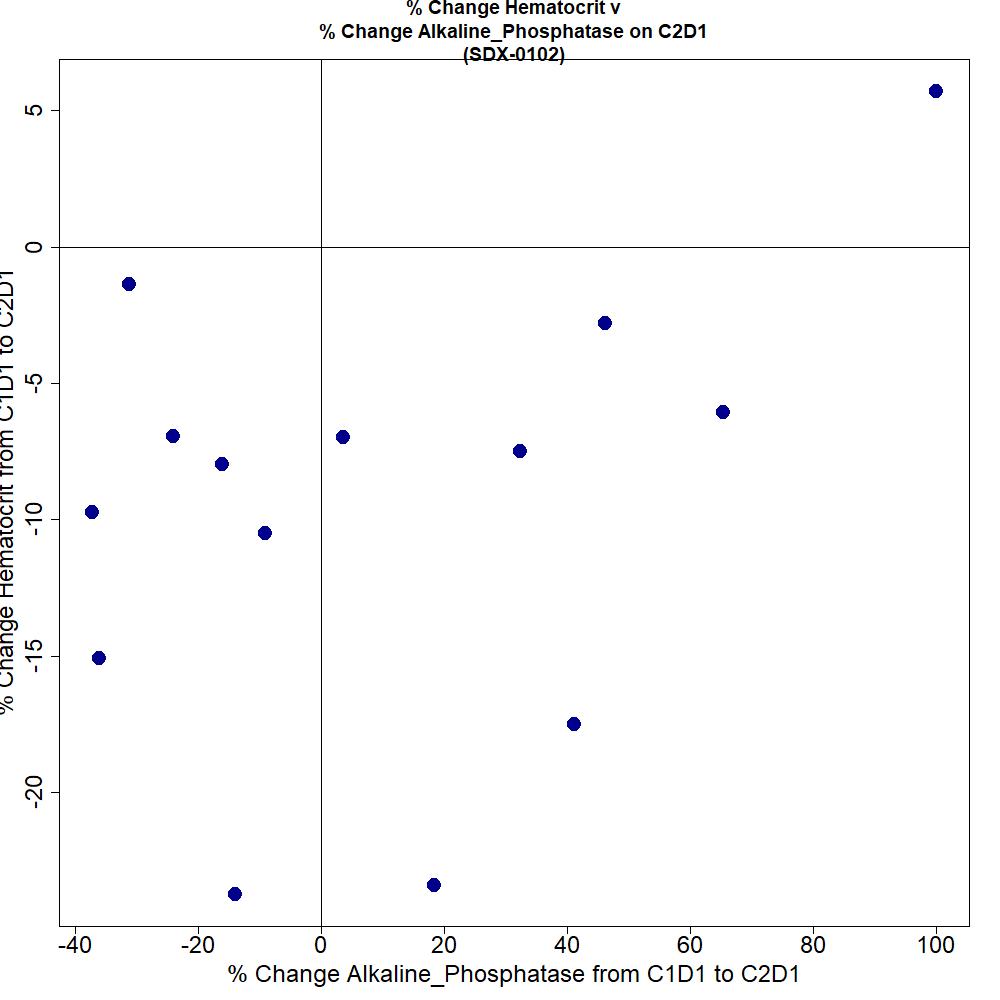 % Change Hematocrit v
% Change Alkaline_Phosphatase on C2D1
(SDX-0102)
% Change Hematocrit from C1D1 to C2D1
5
0
-5
-10
-15
-20
-40
-20
0
20
40
60
80
100
% Change Alkaline_Phosphatase from C1D1 to C2D1